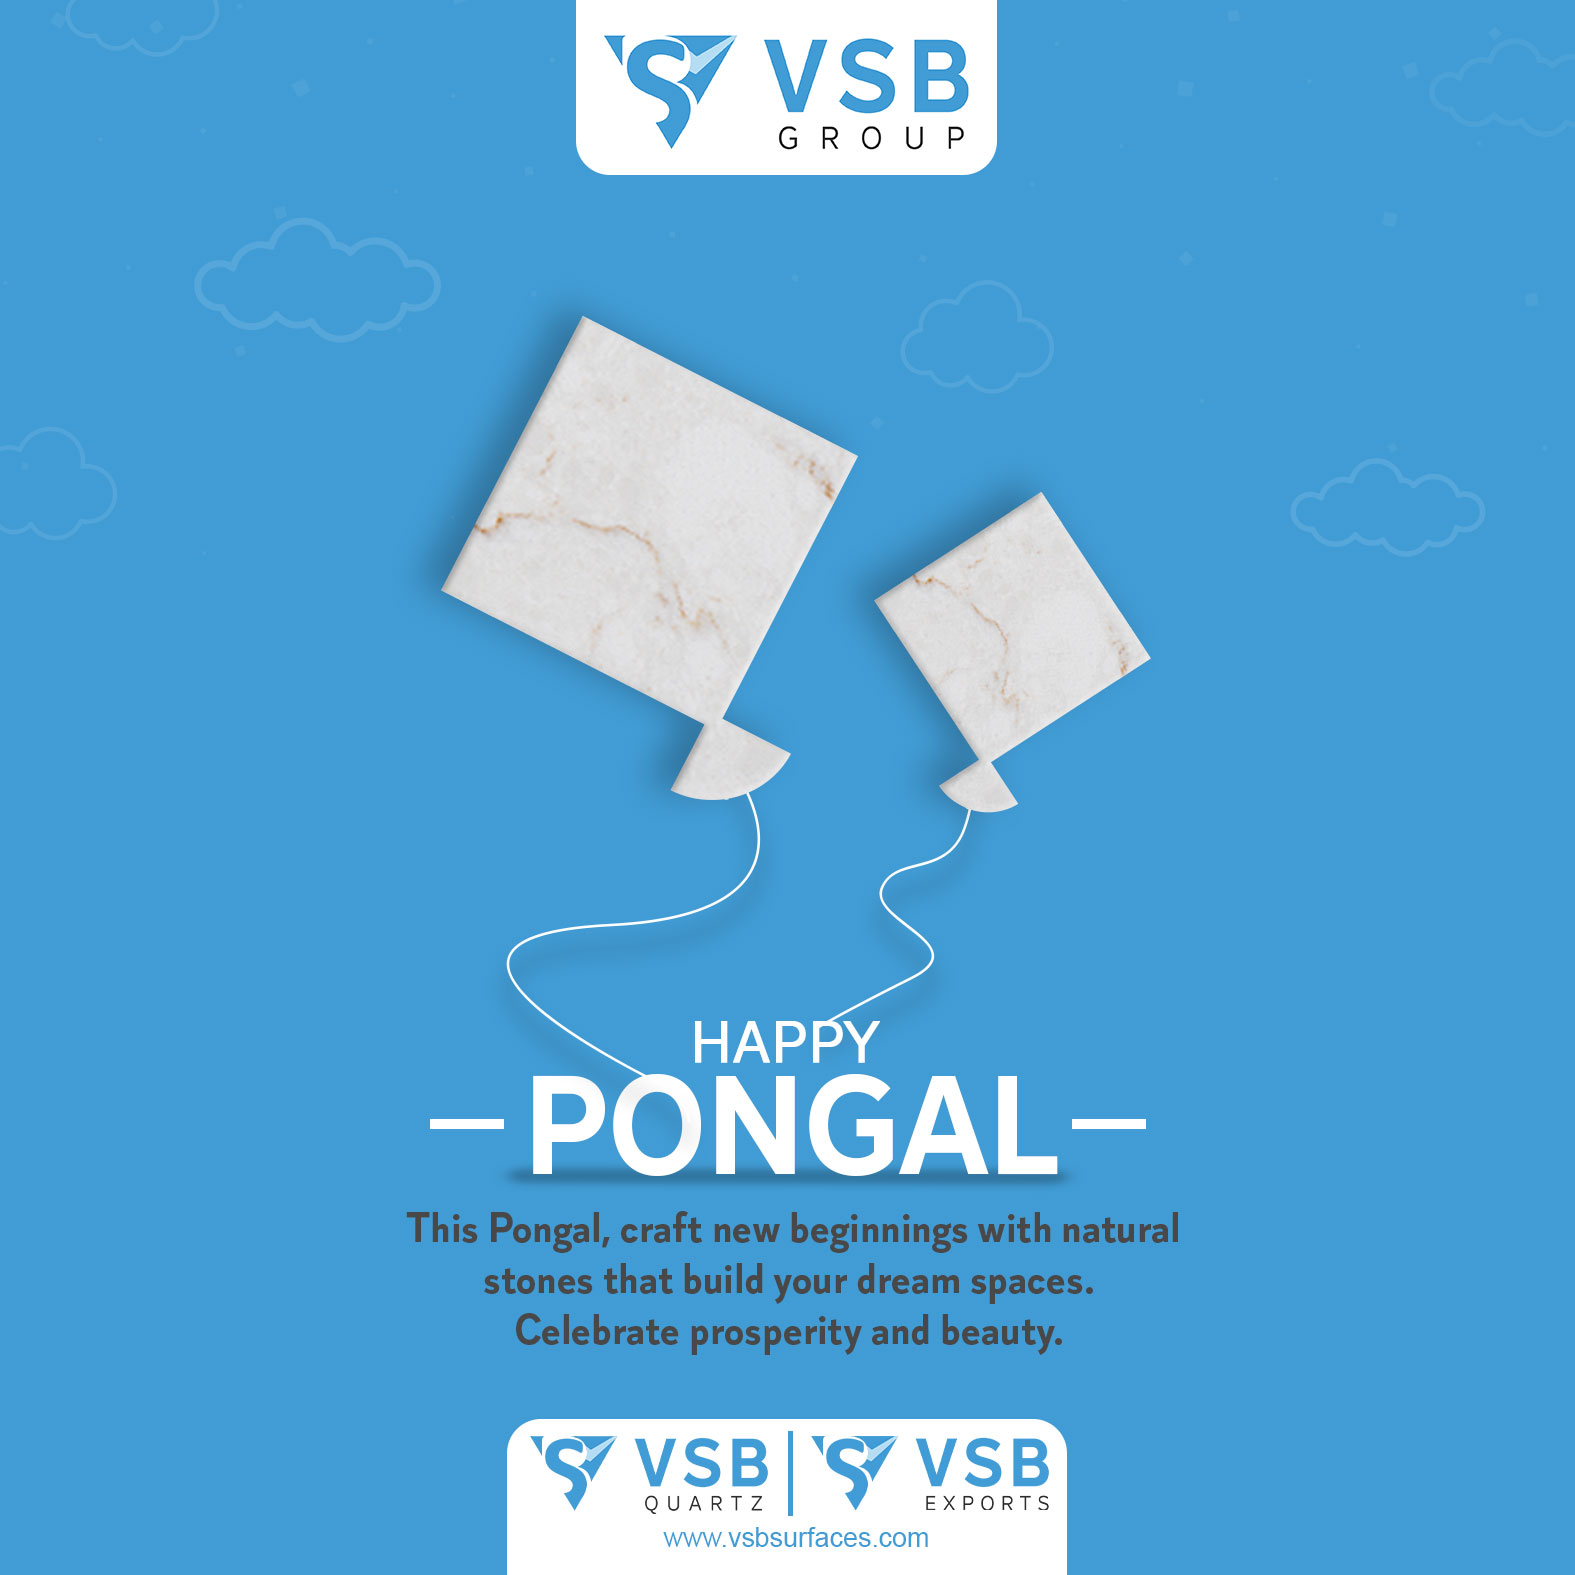 VSB
GROUP
HAPPY
PONGAL
This Pongal, craft new beginnings with natural
stones that build your dream spaces.
Celebrate prosperity and beauty.
VSB VSB
QUARTZ EXPORTS
www.vsbsurfaces.com